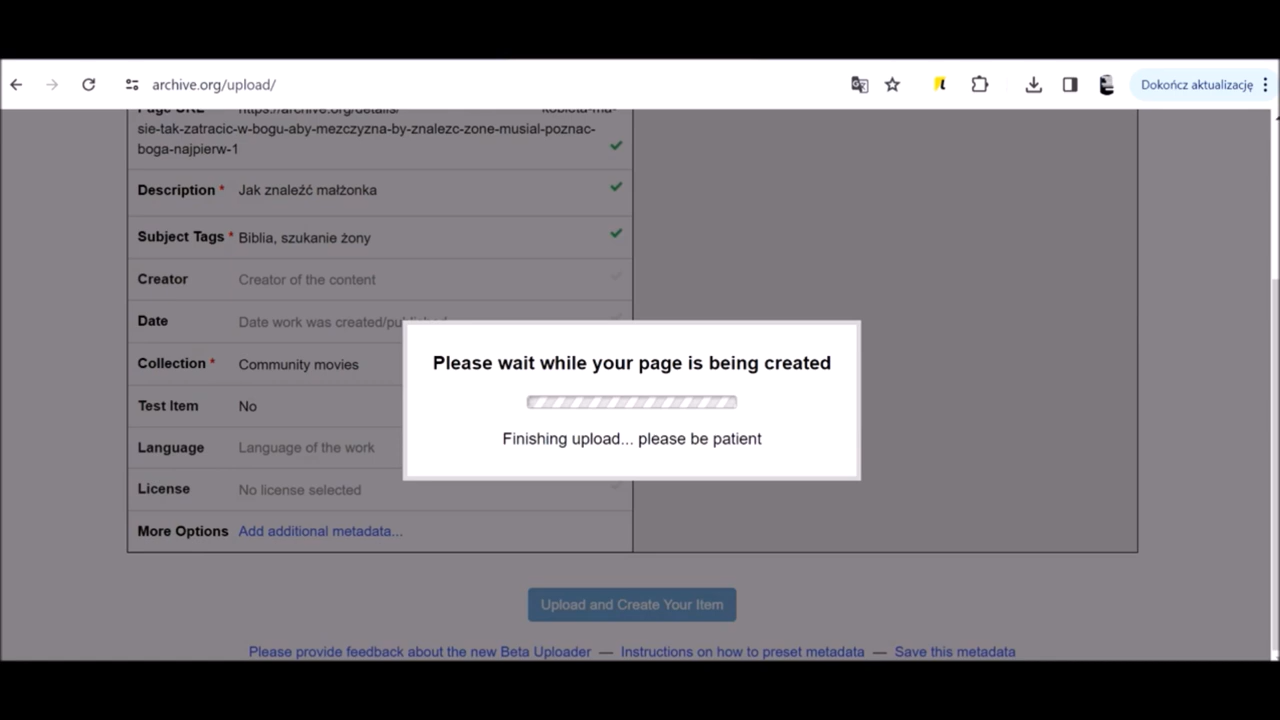 archive.org/upload/
Dokończ aktualizację
Page URL https://archive.org/details/ kobieta-ma-
sie-tak-zatracic-w-bogu-aby-mezczyzna-by-znalezc-zone-musial-poznac-
boga-najpierw-1
Description * Jak znaleźć małżonka
Subject Tags * Biblia, szukanie żony
Creator Creator of the content
Date Date work was created/published
Collection * Community movies
Test Item No
Language Language of the work
License No license selected
More Options Add additional metadata...
Please wait while your page is being created
Finishing upload... please be patient
Upload and Create Your Item
Please provide feedback about the new Beta Uploader — Instructions on how to preset metadata — Save this metadata